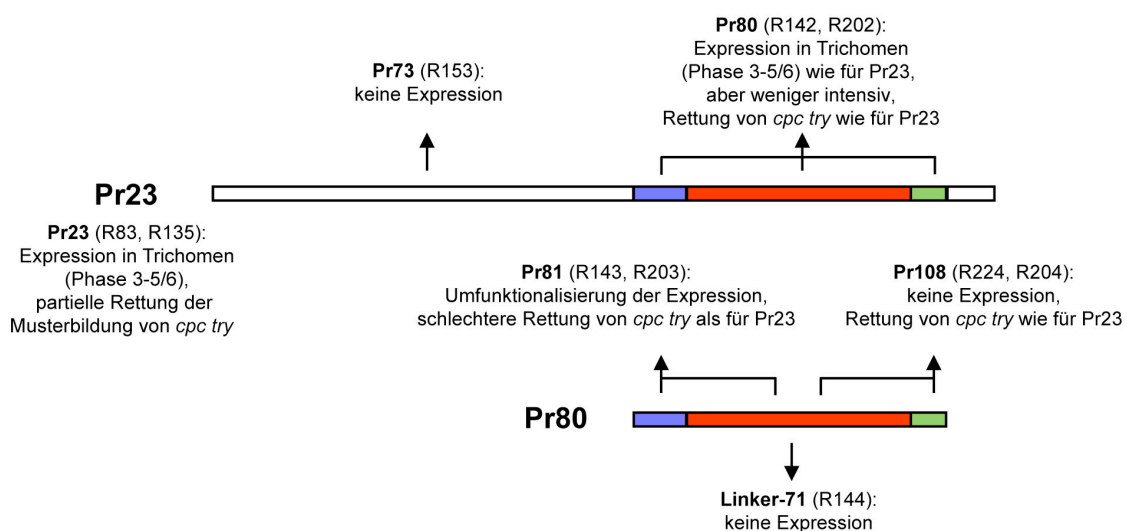 Pr80 (R142, R202):
Expression in Trichomen
(Phase 3-5/6) wie für Pr23,
aber weniger intensiv,
Rettung von cpc try wie für Pr23
Pr73 (R153):
keine Expression
Pr23
Pr23 (R83, R135):
Expression in Trichomen
(Phase 3-5/6),
partielle Rettung der
Musterbildung von cpc try
Pr81 (R143, R203):
Umfunktionalisierung der Expression,
schlechtere Rettung von cpc try als für Pr23
Pr108 (R224, R204):
keine Expression,
Rettung von cpc try wie für Pr23
Pr80
Linker-71 (R144):
keine Expression